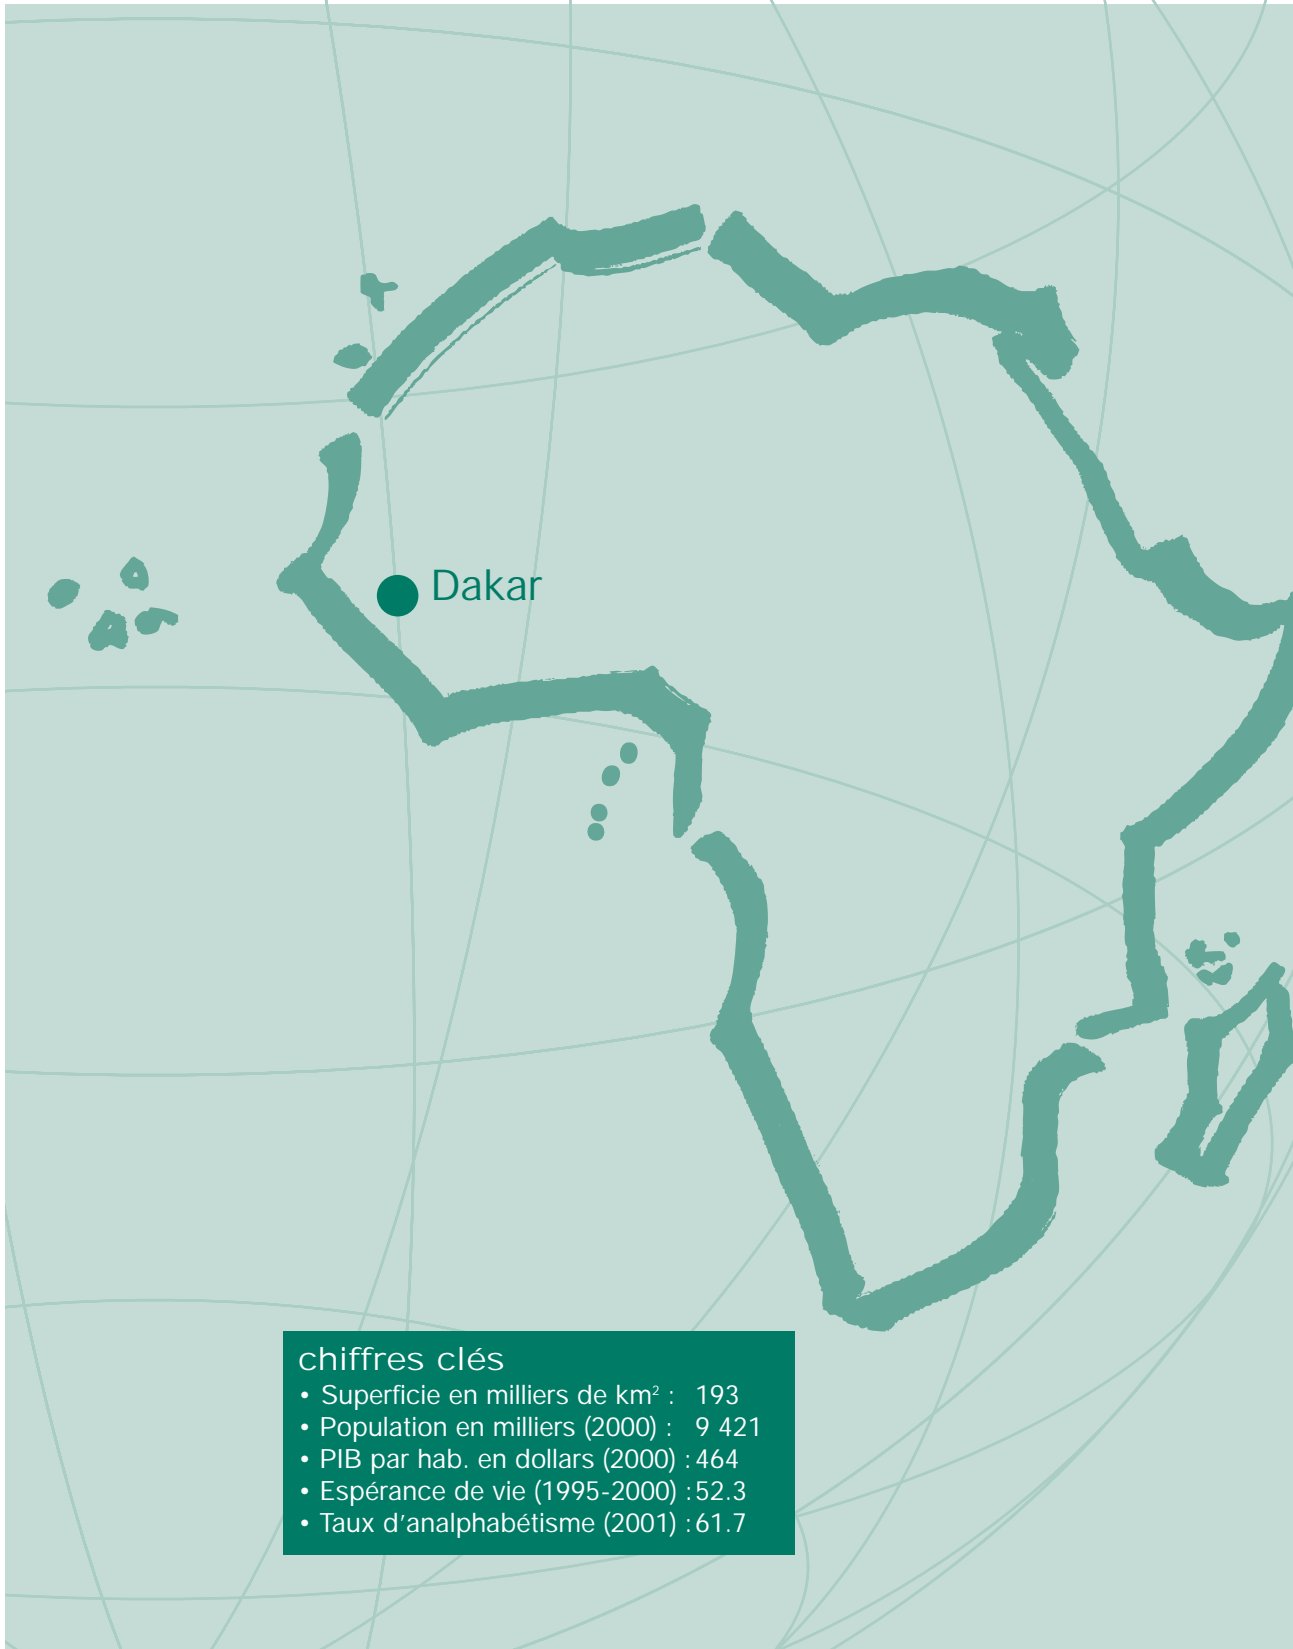 Dakar
chiffres clés
• Superficie en milliers de km² : 193
• Population en milliers (2000) : 9 421
• PIB par hab. en dollars (2000) : 464
• Espérance de vie (1995-2000) : 52.3
• Taux d'analphabétisme (2001) : 61.7